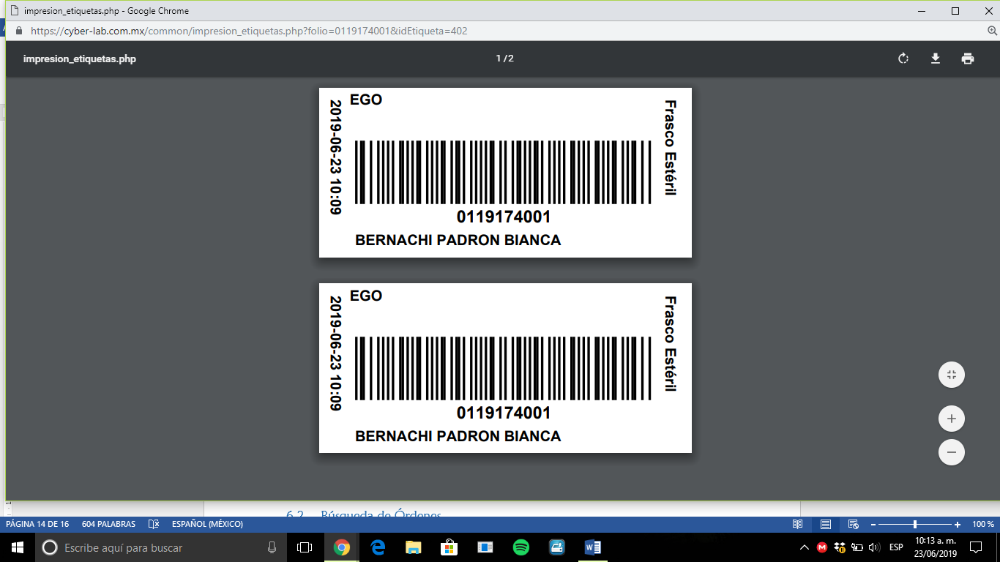 impresion_etiquetas.php - Google Chrome
https://cyber-lab.com.mx/common/impresion_etiquetas.php?folio=0119174001&idEtiqueta=402
impresion_etiquetas.php
1 / 2
EGO
2019-06-23 10:09
Frasco Estéril
0119174001
BERNACHI PADRON BIANCA
EGO
2019-06-23 10:09
Frasco Estéril
0119174001
BERNACHI PADRON BIANCA
6.2 Búsqueda de Órdenes
PÁGINA 14 DE 16 604 PALABRAS ESPAÑOL (MÉXICO) 100 %
Escribe aquí para buscar
ESP
10:13 a. m.
23/06/2019